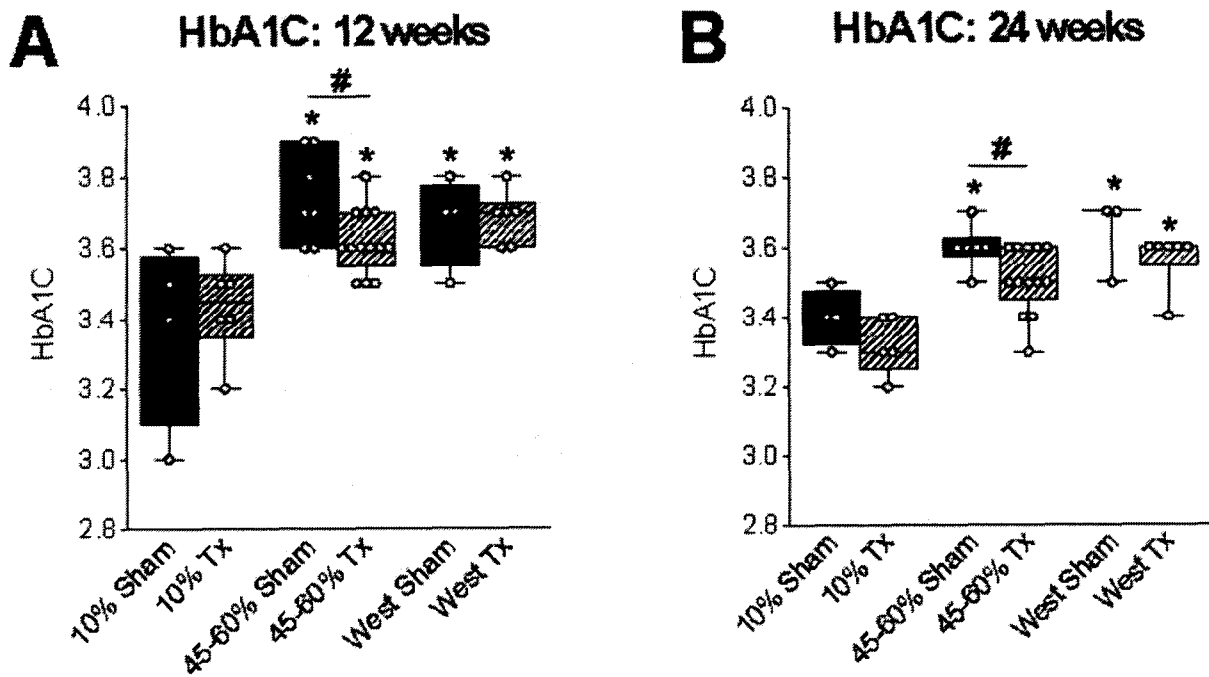 A
HbA1C: 12 weeks
#
*
*
*
*
4.0
3.8
3.6
3.4
3.2
3.0
2.8
HbA1C
10% Sham
10% Tx
45-60% Sham
45-60% Tx
West Sham
West Tx
B
HbA1C: 24 weeks
#
*
*
*
4.0
3.8
3.6
3.4
3.2
3.0
2.8
HbA1C
10% Sham
10% Tx
45-60% Sham
45-60% Tx
West Sham
West Tx